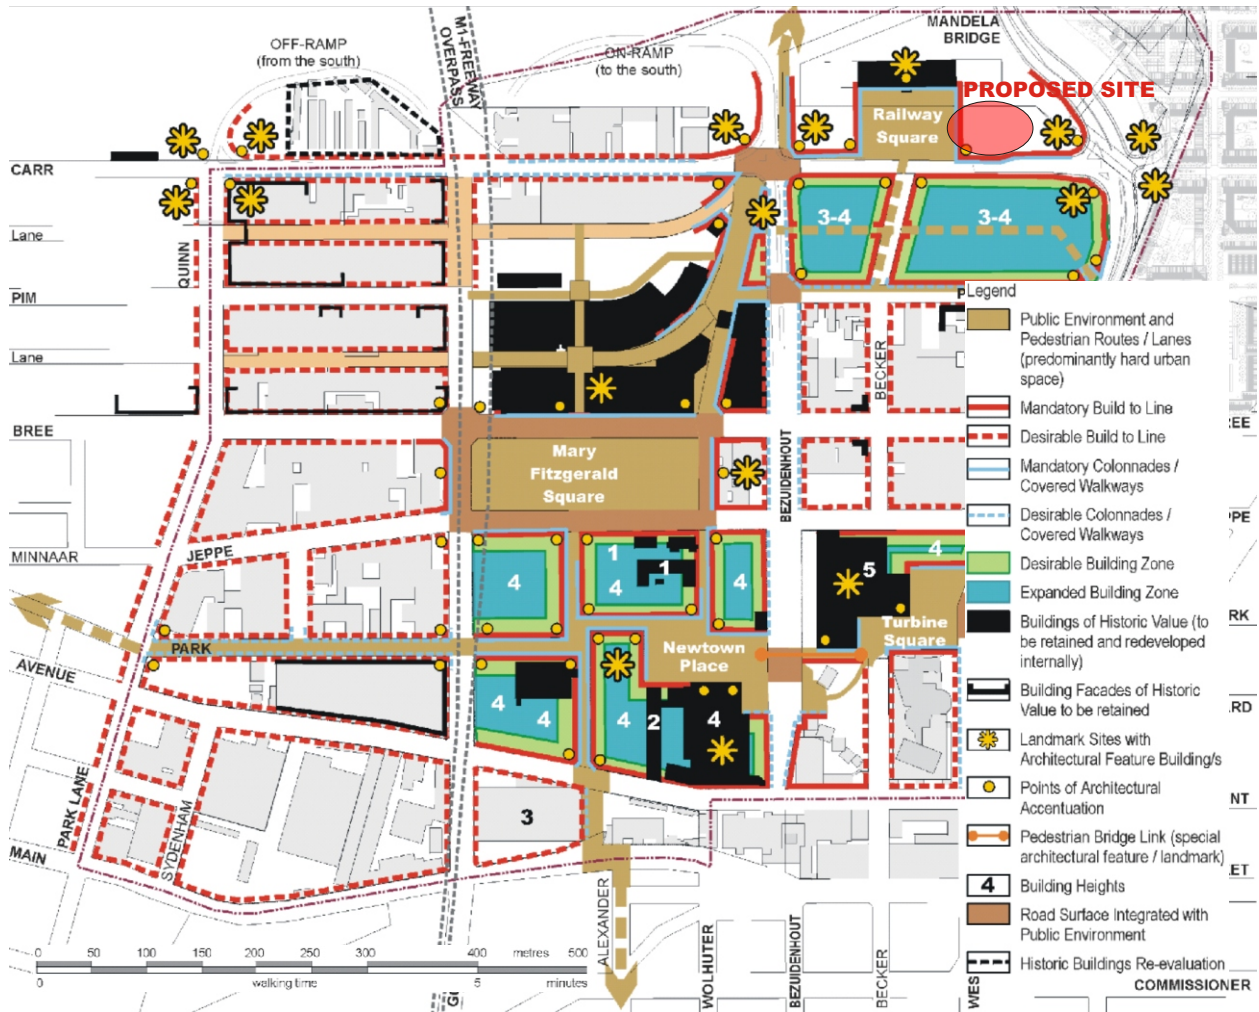 OFF-RAMP
(from the south)
M1-FREEWAY
OVERPASS
ON-RAMP
(to the south)
MANDELA
BRIDGE
PROPOSED SITE
Railway
Square
CARR
3-4
3-4
Lane
QUINN
PIM
Lane
BECKER
BREE
Mary
Fitzgerald
Square
BEZUIDENHOUT
MINNAAR
JEPPE
4
1
4
1
4
5
4
Turbine
Square
PARK
Newtown
Place
AVENUE
4
4
4
2
4
PARK LANE
SYDENHAM
3
MAIN
ALEXANDER
WOLHUTER
BEZUIDENHOUT
BECKER
WES
COMMISSIONER
0 50 100 150 200 250 300 400 metres 500
0 walking time 5 minutes
P
Legend
Public Environment and
Pedestrian Routes / Lanes
(predominantly hard urban
space)
Mandatory Build to Line
Desirable Build to Line
Mandatory Colonnades /
Covered Walkways
Desirable Colonnades /
Covered Walkways
Desirable Building Zone
Expanded Building Zone
Buildings of Historic Value (to
be retained and redeveloped
internally)
Building Facades of Historic
Value to be retained
Landmark Sites with
Architectural Feature Building/s
Points of Architectural
Accentuation
Pedestrian Bridge Link (special
architectural feature / landmark)
4 Building Heights
Road Surface Integrated with
Public Environment
Historic Buildings Re-evaluation
EE
PPE
RK
RD
NT
ET